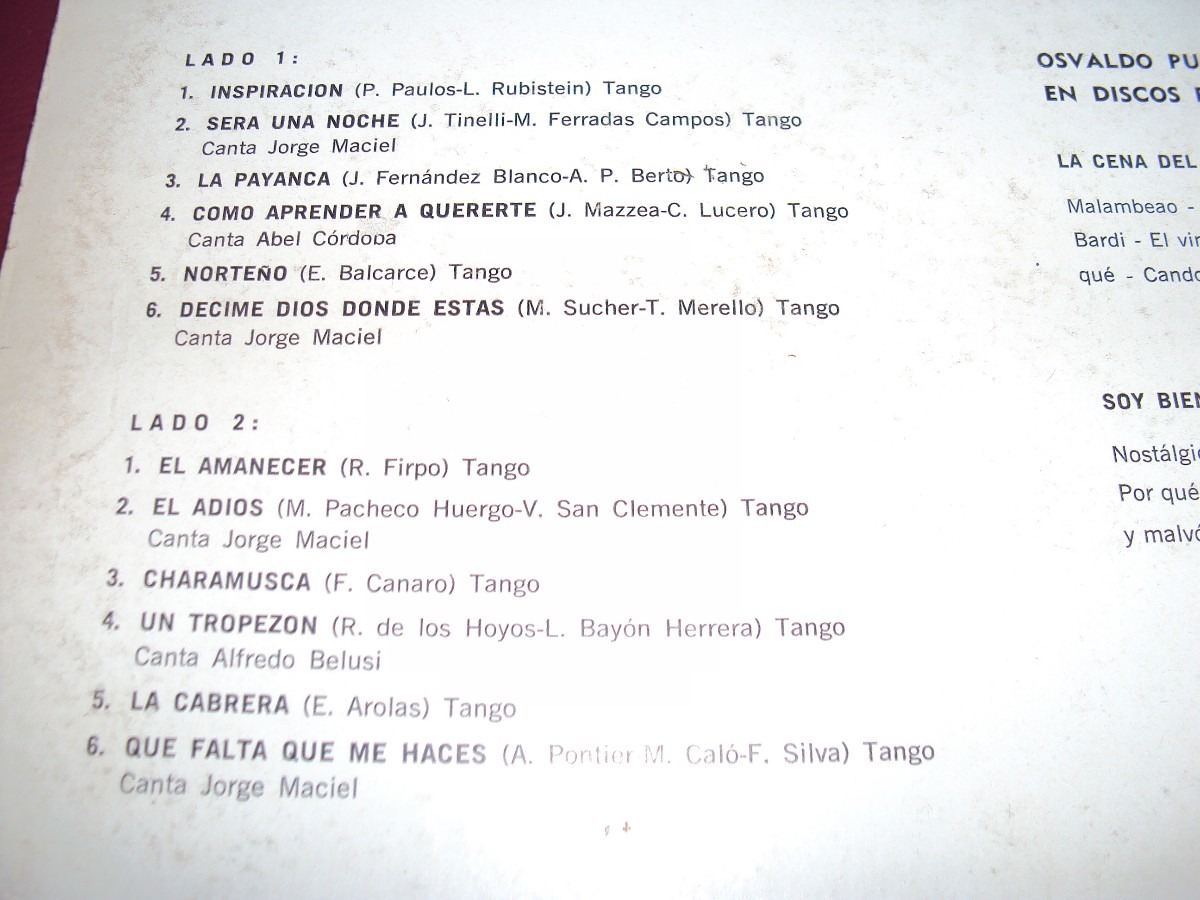 LADO 1:
1. INSPIRACION (P. Paulos-L. Rubistein) Tango
2. SERA UNA NOCHE (J. Tinelli-M. Ferradas Campos) Tango
Canta Jorge Maciel
3. LA PAYANCA (J. Fernández Blanco-A. P. Berto) Tango
4. COMO APRENDER A QUERERTE (J. Mazzea-C. Lucero) Tango
Canta Abel Córdoba
5. NORTEÑO (E. Balcarce) Tango
6. DECIME DIOS DONDE ESTAS (M. Sucher-T. Merello) Tango
Canta Jorge Maciel
LADO 2:
1. EL AMANECER (R. Firpo) Tango
2. EL ADIOS (M. Pacheco Huergo-V. San Clemente) Tango
Canta Jorge Maciel
3. CHARAMUSCA (F. Canaro) Tango
4. UN TROPEZON (R. de los Hoyos-L. Bayón Herrera) Tango
Canta Alfredo Belusi
5. LA CABRERA (E. Arolas) Tango
6. QUE FALTA QUE ME HACES (A. Pontier M. Caló-F. Silva) Tango
Canta Jorge Maciel
OSVALDO PU
EN DISCOS
LA CENA DEL
Malambeao -
Bardi - El vir
qué - Cando
SOY BIEN
Nostálgic
Por qué
y malvó